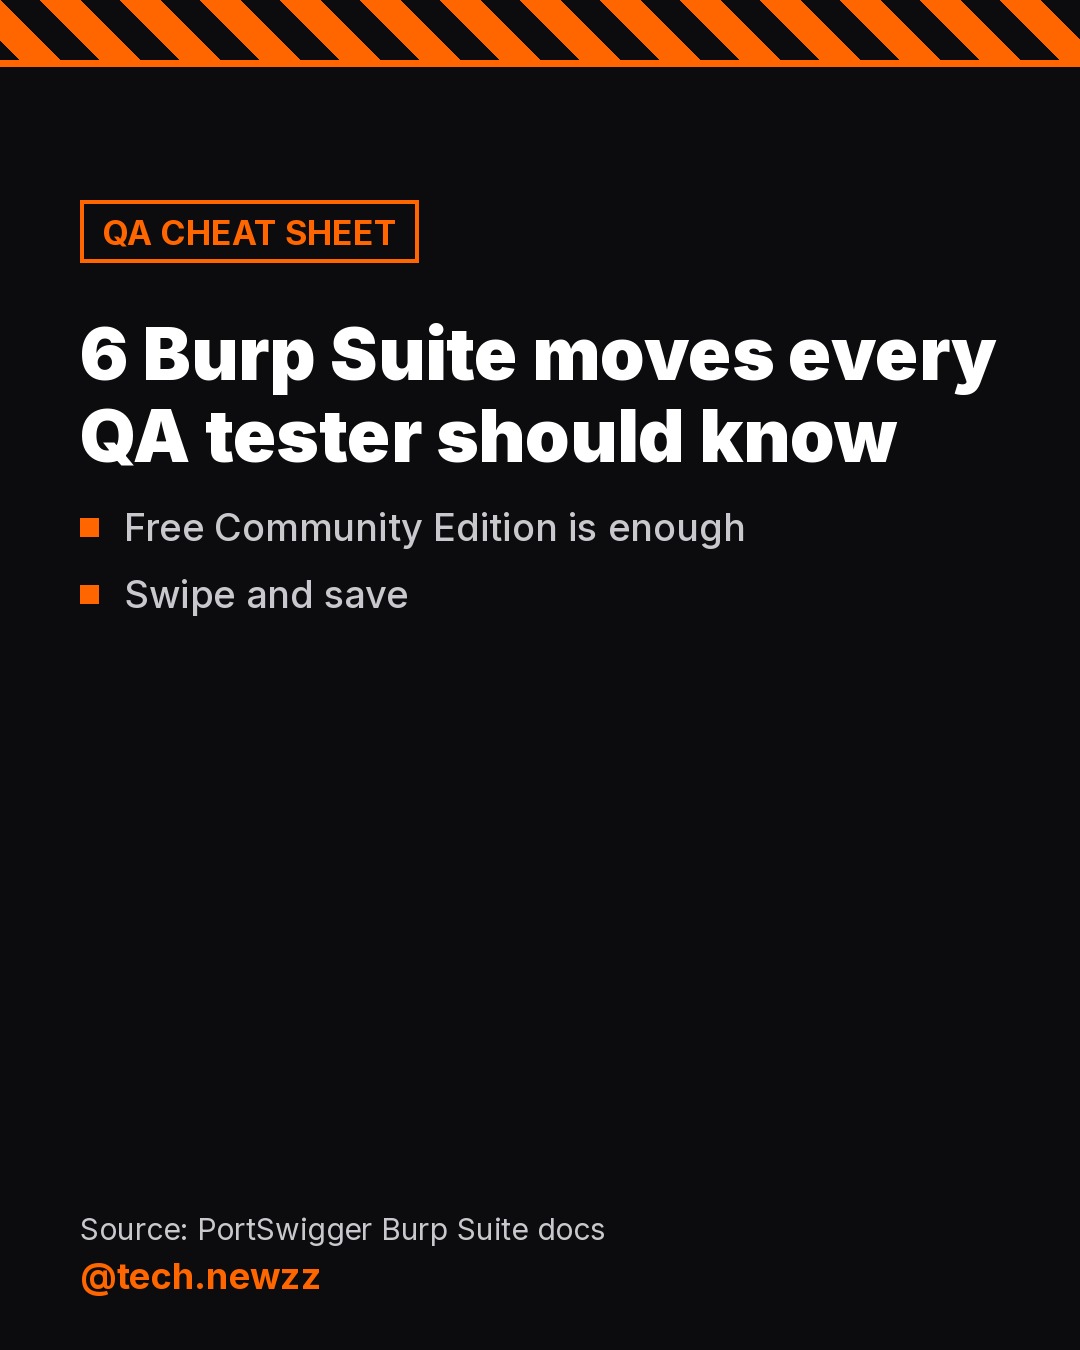 QA CHEAT SHEET
6 Burp Suite moves every
QA tester should know
Free Community Edition is enough
Swipe and save
Source: PortSwigger Burp Suite docs
@tech.newzz